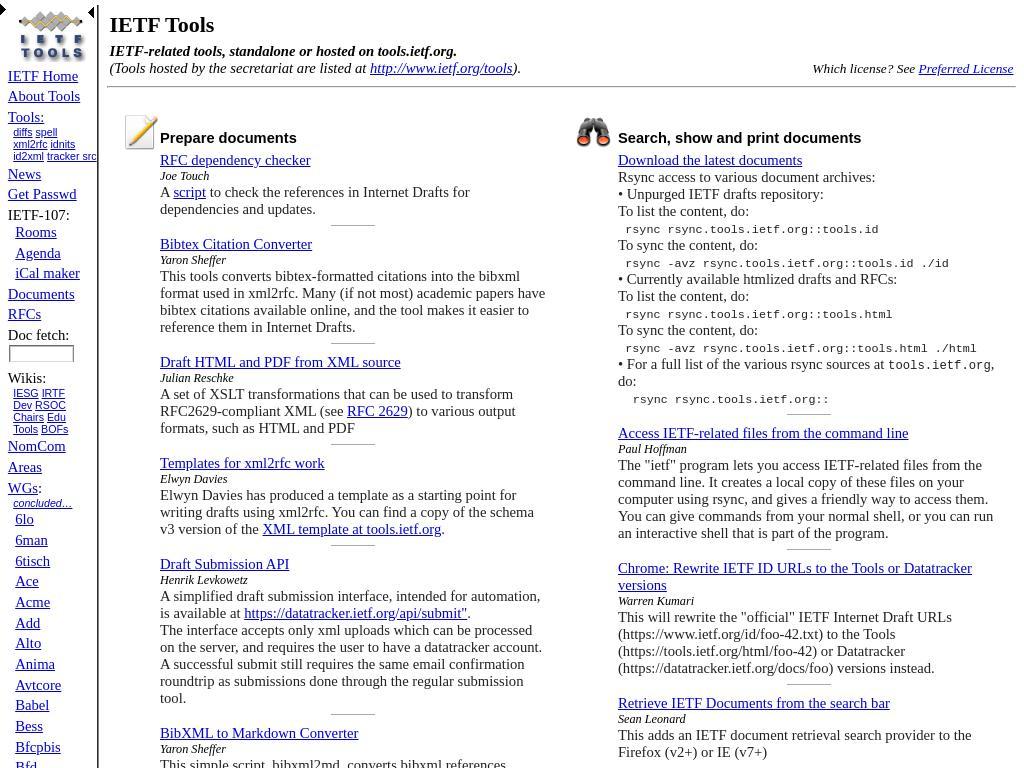 IETF
TOOLS
IETF Home
About Tools
Tools:
diffs spell
xml2rfc idnits
id2xml tracker src
News
Get Passwd
IETF-107:
Rooms
Agenda
iCal maker
Documents
RFCs
Doc fetch:
Wikis:
IESG IRTF
Dev RSOC
Chairs Edu
Tools BOFs
NomCom
Areas
WGs:
concluded...
6lo
6man
6tisch
Ace
Acme
Add
Alto
Anima
Avtcore
Babel
Bess
Bfcpbis
Bfd
IETF Tools
IETF-related tools, standalone or hosted on tools.ietf.org.
(Tools hosted by the secretariat are listed at http://www.ietf.org/tools).
Which license? See Preferred License
Prepare documents
RFC dependency checker
Joe Touch
A script to check the references in Internet Drafts for
dependencies and updates.
Bibtex Citation Converter
Yaron Sheffer
This tools converts bibtex-formatted citations into the bibxml
format used in xml2rfc. Many (if not most) academic papers have
bibtex citations available online, and the tool makes it easier to
reference them in Internet Drafts.
Draft HTML and PDF from XML source
Julian Reschke
A set of XSLT transformations that can be used to transform
RFC2629-compliant XML (see RFC 2629) to various output
formats, such as HTML and PDF
Templates for xml2rfc work
Elwyn Davies
Elwyn Davies has produced a template as a starting point for
writing drafts using xml2rfc. You can find a copy of the schema
v3 version of the XML template at tools.ietf.org.
Draft Submission API
Henrik Levkowetz
A simplified draft submission interface, intended for automation,
is available at https://datatracker.ietf.org/api/submit".
The interface accepts only xml uploads which can be processed
on the server, and requires the user to have a datatracker account.
A successful submit still requires the same email confirmation
roundtrip as submissions done through the regular submission
tool.
BibXML to Markdown Converter
Yaron Sheffer
This simple script, bibxml2md, converts bibxml references
Search, show and print documents
Download the latest documents
Rsync access to various document archives:
• Unpurged IETF drafts repository:
To list the content, do:
rsync rsync.tools.ietf.org::tools.id
To sync the content, do:
rsync -avz rsync.tools.ietf.org::tools.id ./id
• Currently available htmlized drafts and RFCs:
To list the content, do:
rsync rsync.tools.ietf.org::tools.html
To sync the content, do:
rsync -avz rsync.tools.ietf.org::tools.html ./html
• For a full list of the various rsync sources at tools.ietf.org,
do:
rsync rsync.tools.ietf.org::
Access IETF-related files from the command line
Paul Hoffman
The "ietf" program lets you access IETF-related files from the
command line. It creates a local copy of these files on your
computer using rsync, and gives a friendly way to access them.
You can give commands from your normal shell, or you can run
an interactive shell that is part of the program.
Chrome: Rewrite IETF ID URLs to the Tools or Datatracker
versions
Warren Kumari
This will rewrite the "official" IETF Internet Draft URLs
(https://www.ietf.org/id/foo-42.txt) to the Tools
(https://tools.ietf.org/html/foo-42) or Datatracker
(https://datatracker.ietf.org/docs/foo) versions instead.
Retrieve IETF Documents from the search bar
Sean Leonard
This adds an IETF document retrieval search provider to the
Firefox (v2+) or IE (v7+)